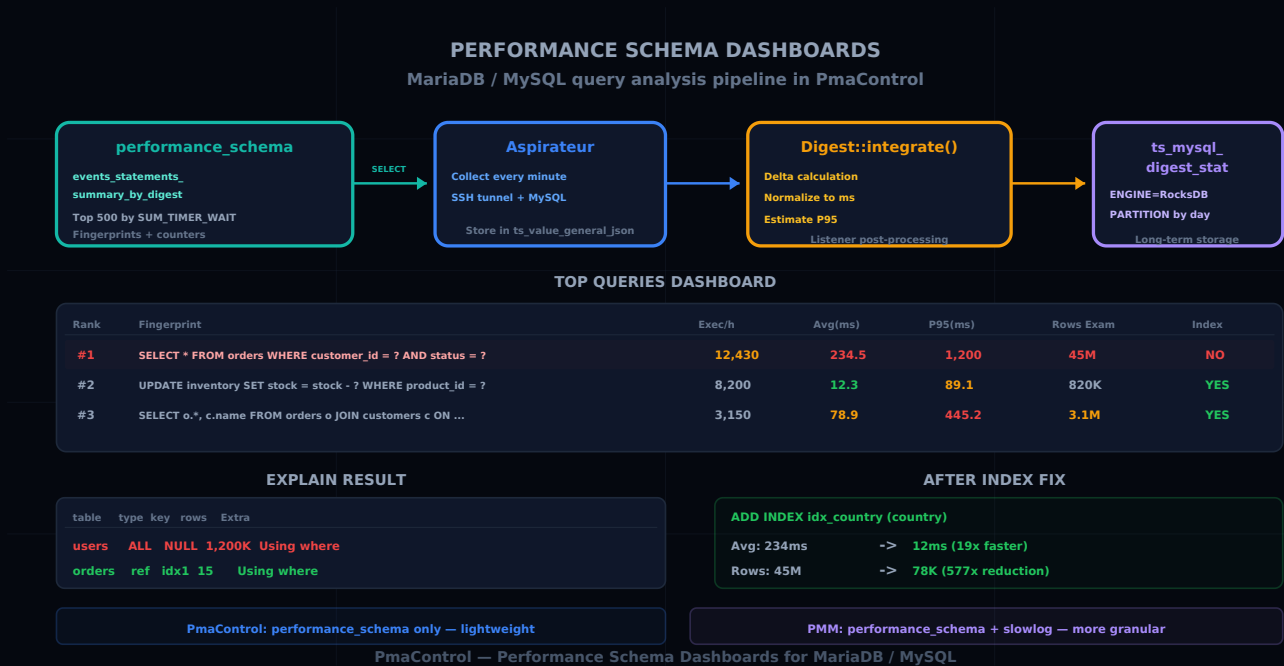 PERFORMANCE SCHEMA DASHBOARDS
MariaDB / MySQL query analysis pipeline in PmaControl
performance_schema
events_statements_
summary_by_digest
Top 500 by SUM_TIMER_WAIT
Fingerprints + counters
SELECT
Aspirateur
Collect every minute
SSH tunnel + MySQL
Store in ts_value_general_json
Digest::integrate()
Delta calculation
Normalize to ms
Estimate P95
Listener post-processing
ts_mysql_
digest_stat
ENGINE=RocksDB
PARTITION by day
Long-term storage
TOP QUERIES DASHBOARD
Rank Fingerprint Exec/h Avg(ms) P95(ms) Rows Exam Index
#1 SELECT * FROM orders WHERE customer_id = ? AND status = ? 12,430 234.5 1,200 45M NO
#2 UPDATE inventory SET stock = stock - ? WHERE product_id = ? 8,200 12.3 89.1 820K YES
#3 SELECT o.*, c.name FROM orders o JOIN customers c ON ... 3,150 78.9 445.2 3.1M YES
EXPLAIN RESULT
table type key rows Extra
users ALL NULL 1,200K Using where
orders ref idx1 15 Using where
AFTER INDEX FIX
ADD INDEX idx_country (country)
Avg: 234ms -> 12ms (19x faster)
Rows: 45M -> 78K (577x reduction)
PmaControl: performance_schema only — lightweight
PMM: performance_schema + slowlog — more granular
PmaControl — Performance Schema Dashboards for MariaDB / MySQL